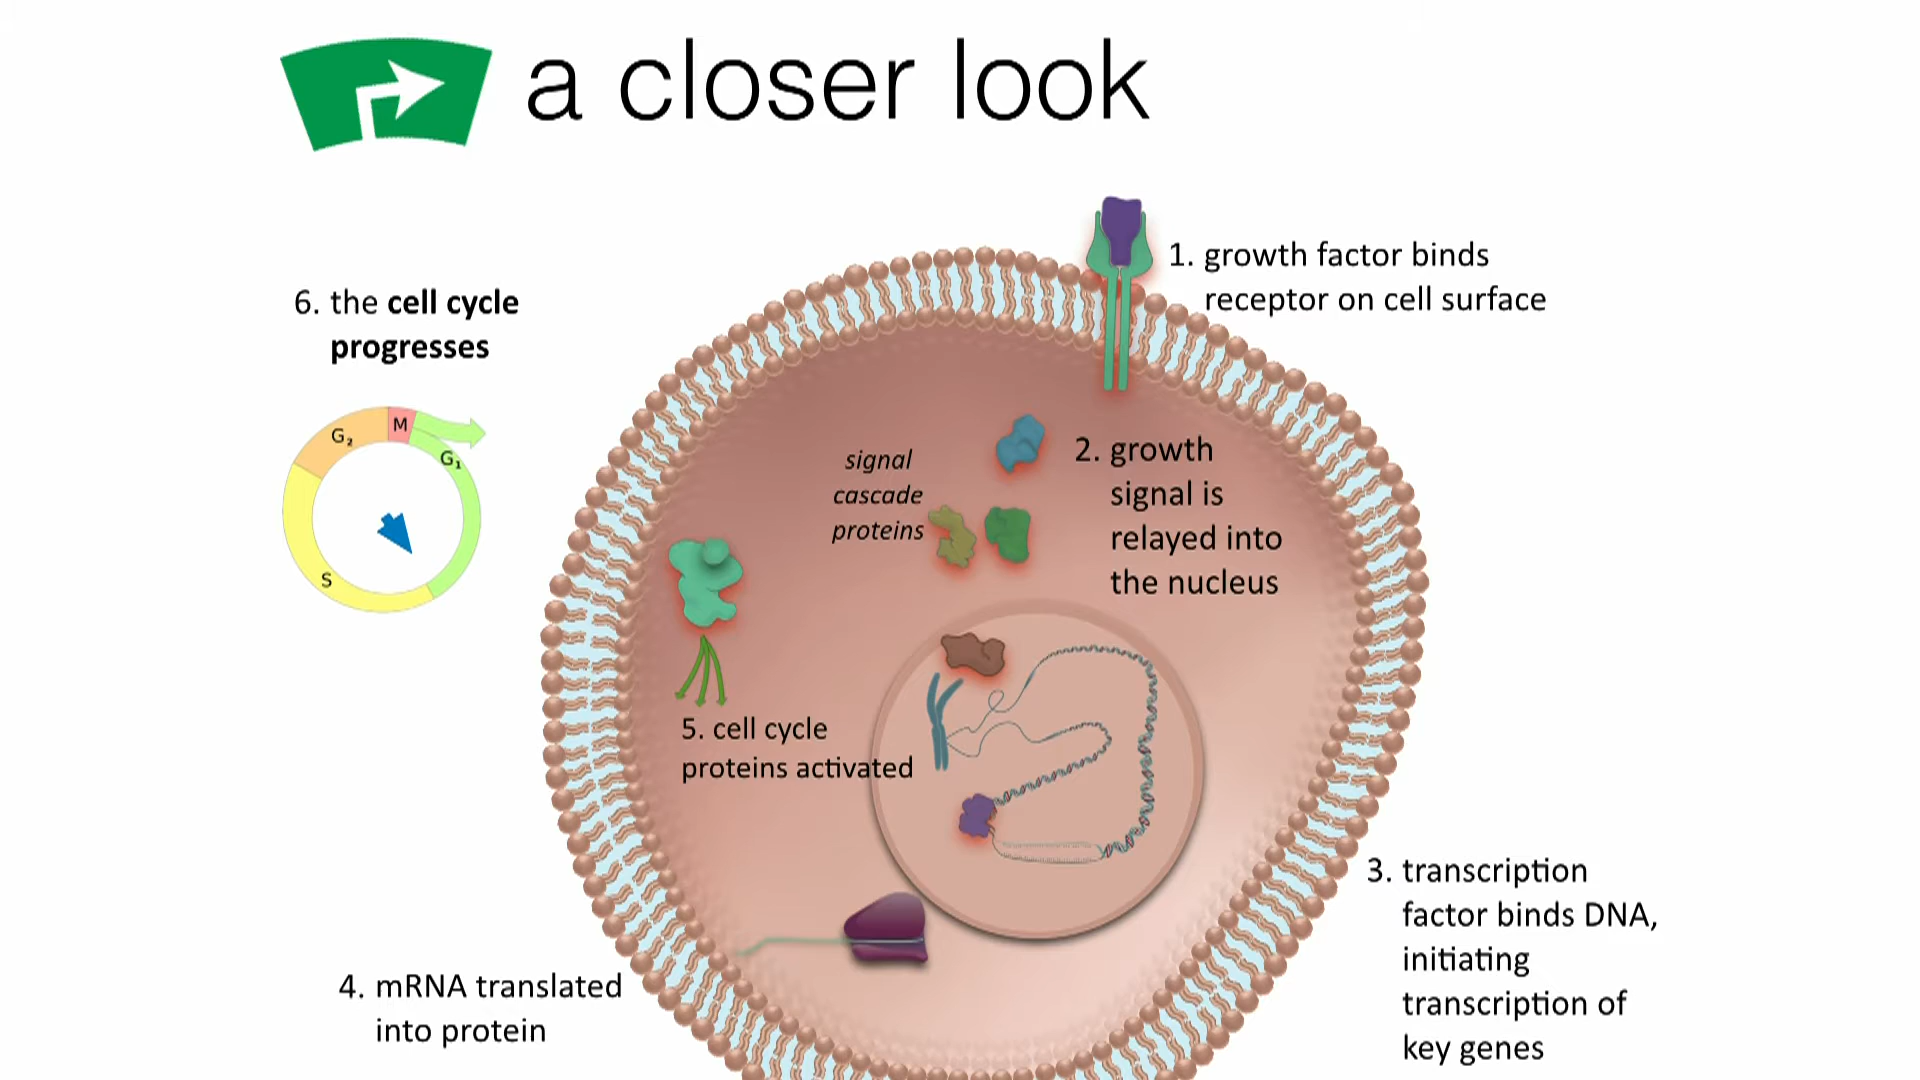 a closer look
1. growth factor binds
receptor on cell surface
2. growth
signal is
relayed into
the nucleus
signal
cascade
proteins
3. transcription
factor binds DNA,
initiating
transcription of
key genes
4. mRNA translated
into protein
5. cell cycle
proteins activated
6. the cell cycle
progresses
G₂
M
G₁
S